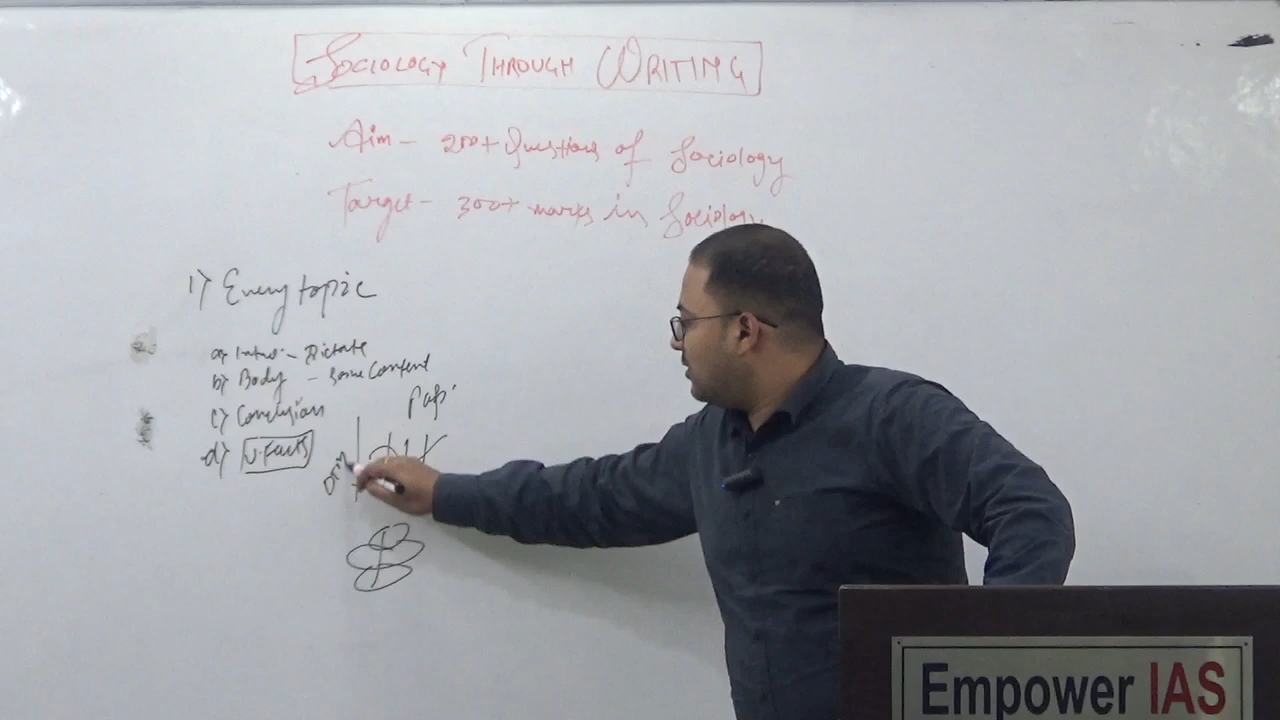 SOCIOLOGY THROUGH WRITING
Aim - 200+ Questions of Sociology
Target - 300+ marks in Sociology
1) Every topic
a) Intro - Dictate
b) Body - Some Content
c) Conclusion
d) V. Facts
Empower IAS